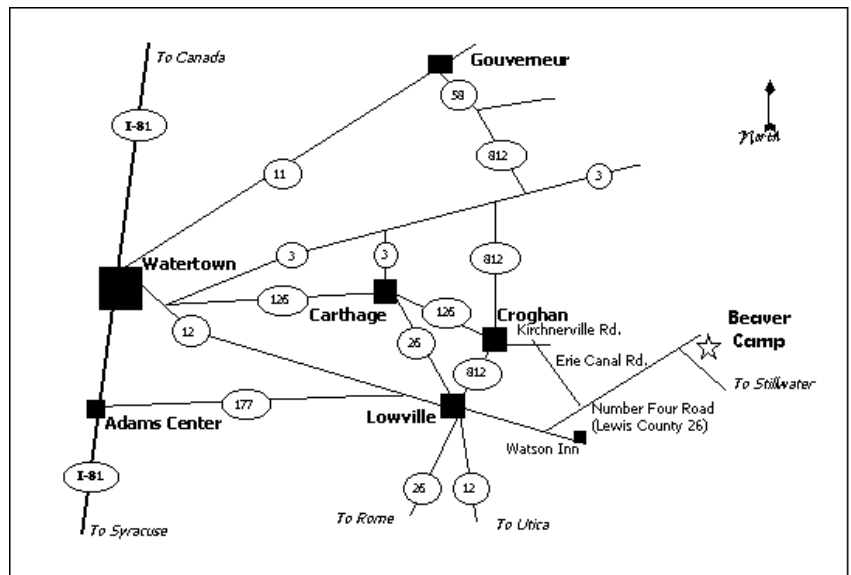 To Canada
Gouverneur
58
I-81
North
812
11
3
3
3
812
Watertown
126
Carthage
126
Croghan
Kirchnerville Rd.
Beaver
Camp
12
26
Erie Canal Rd.
812
To Stillwater
177
Adams Center
Lowville
Number Four Road
(Lewis County 26)
Watson Inn
I-81
26
12
To Rome
To Utica
To Syracuse